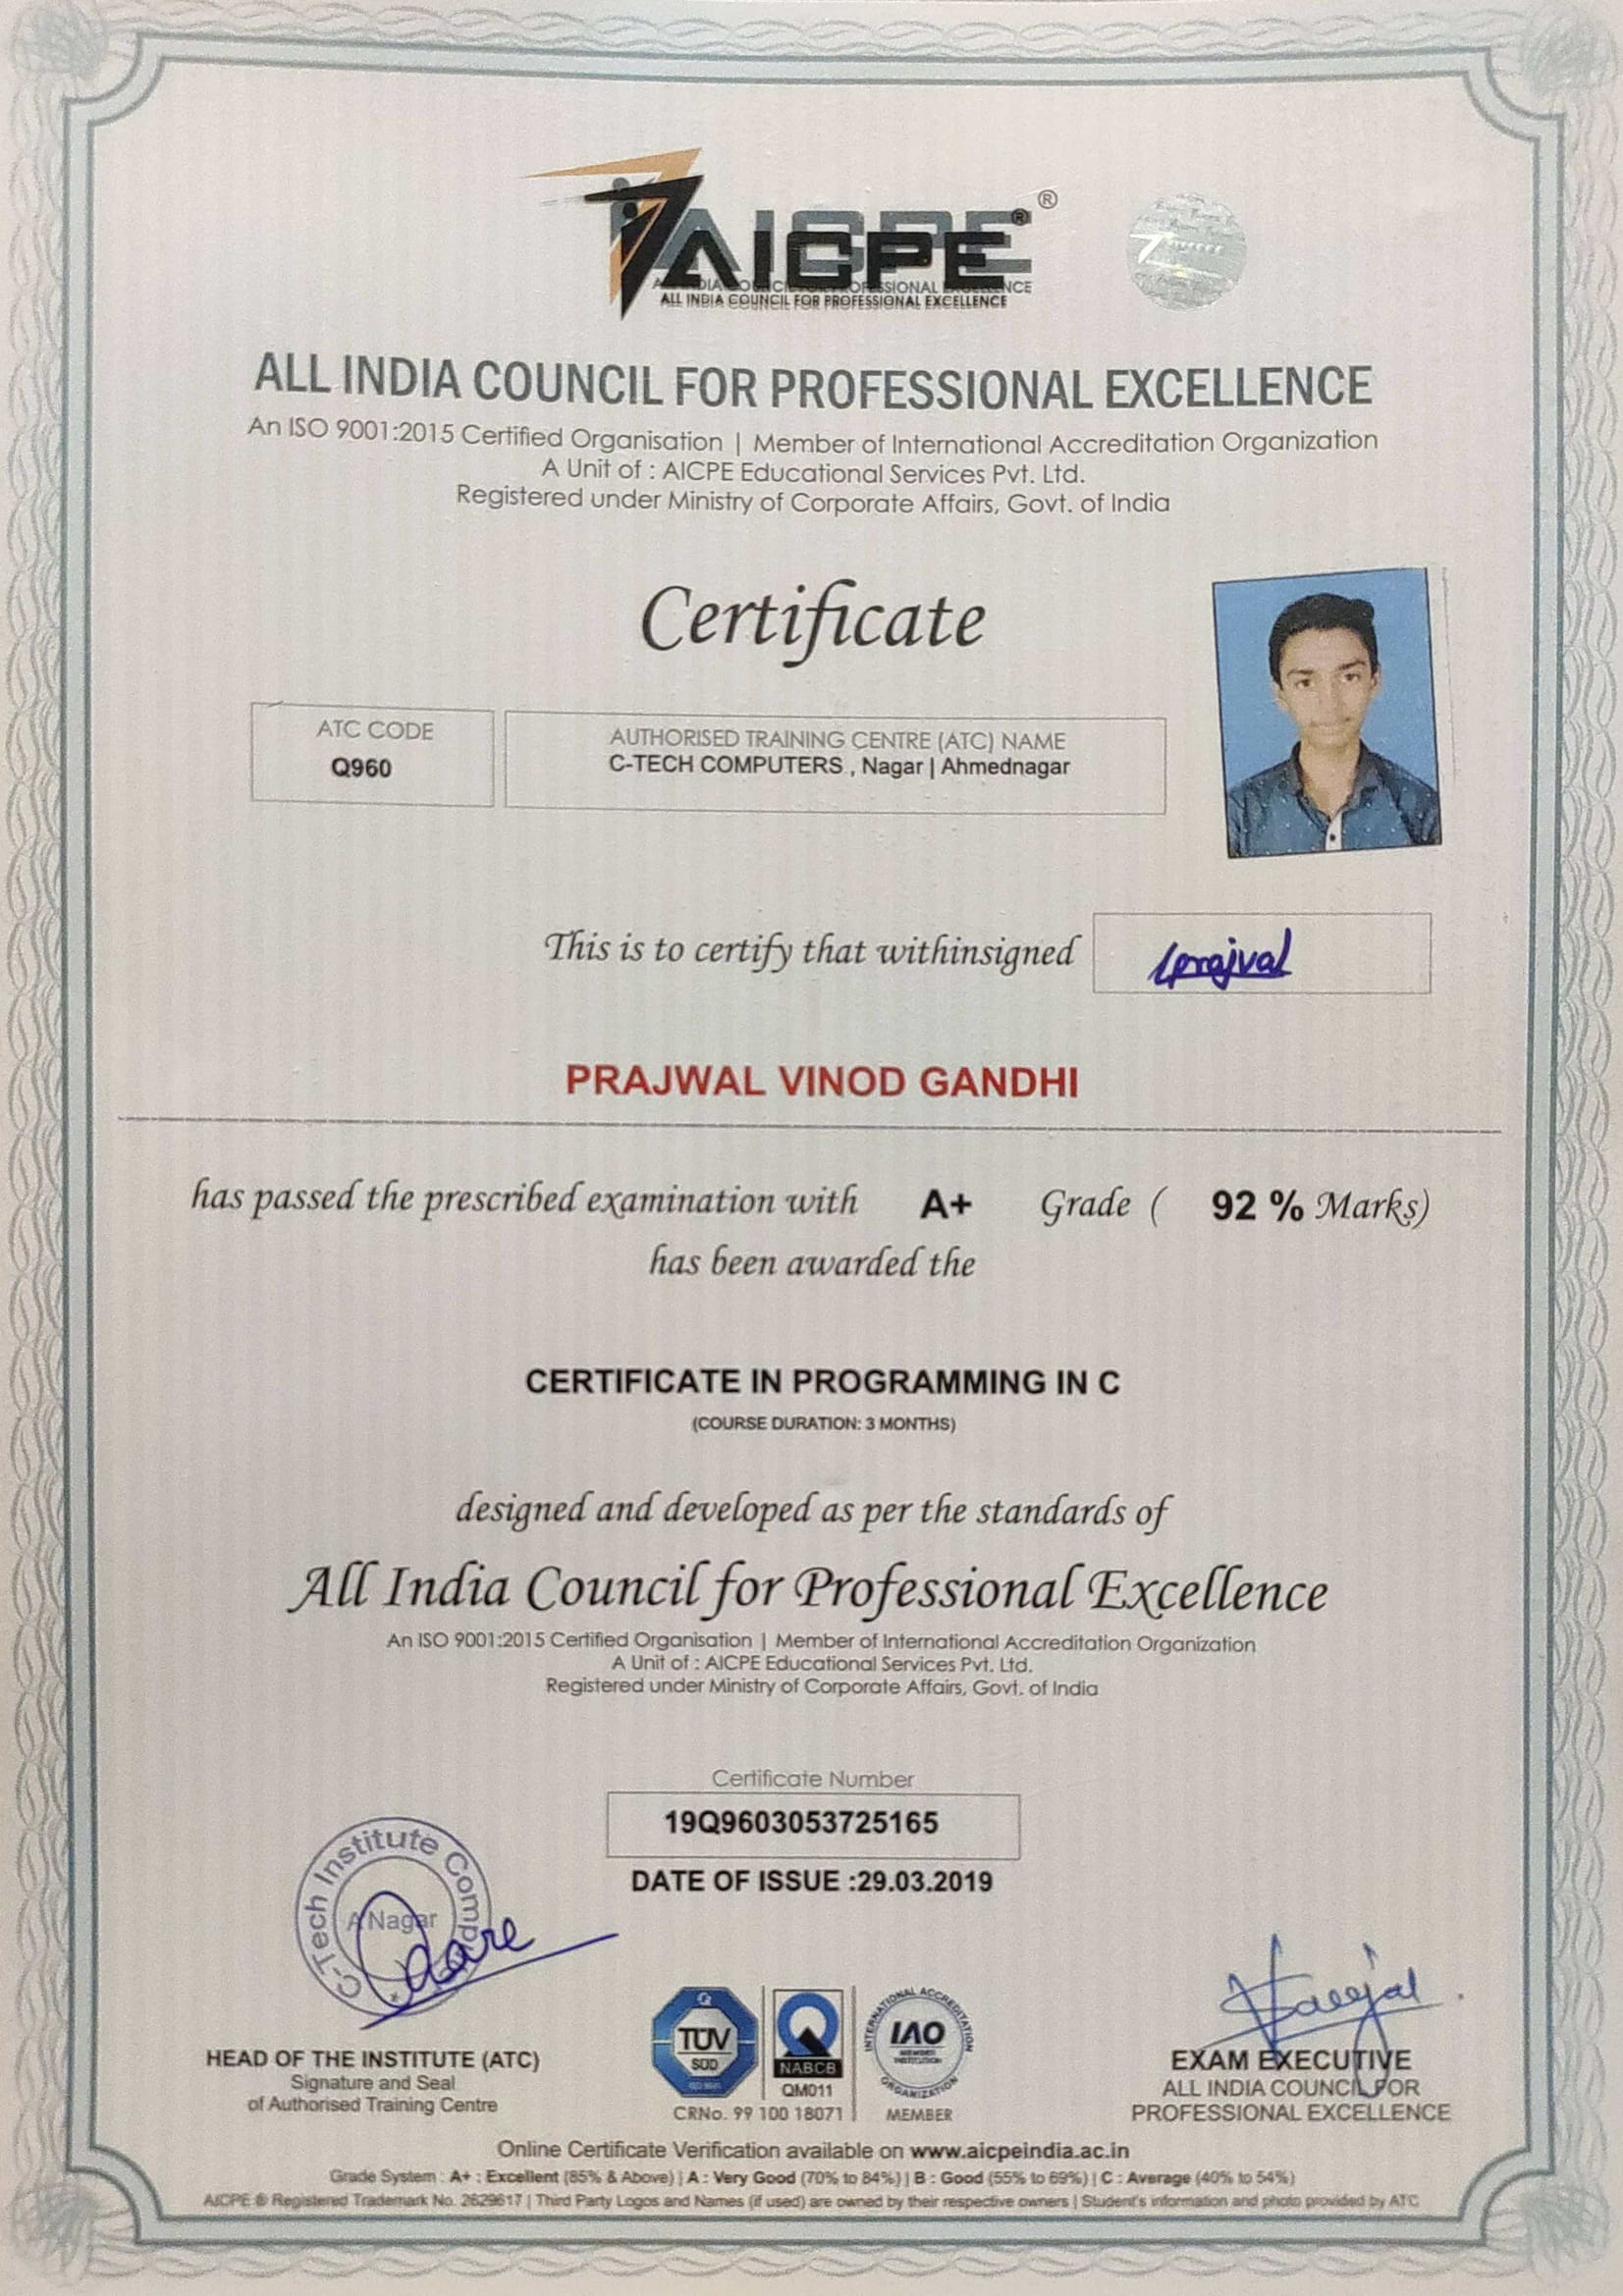 AICPE ®
ALL INDIA COUNCIL FOR PROFESSIONAL EXCELLENCE
ALL INDIA COUNCIL FOR PROFESSIONAL EXCELLENCE
An ISO 9001:2015 Certified Organisation | Member of International Accreditation Organization
A Unit of : AICPE Educational Services Pvt. Ltd.
Registered under Ministry of Corporate Affairs, Govt. of India
Certificate
ATC CODE
Q960
AUTHORISED TRAINING CENTRE (ATC) NAME
C-TECH COMPUTERS , Nagar | Ahmednagar
This is to certify that withinsigned
prajval
PRAJWAL VINOD GANDHI
has passed the prescribed examination with A+ Grade ( 92 % Marks)
has been awarded the
CERTIFICATE IN PROGRAMMING IN C
(COURSE DURATION: 3 MONTHS)
designed and developed as per the standards of
All India Council for Professional Excellence
An ISO 9001:2015 Certified Organisation | Member of International Accreditation Organization
A Unit of : AICPE Educational Services Pvt. Ltd.
Registered under Ministry of Corporate Affairs, Govt. of India
Certificate Number
19Q9603053725165
DATE OF ISSUE :29.03.2019
C-Tech Institute
A Nagar
HEAD OF THE INSTITUTE (ATC)
Signature and Seal
of Authorised Training Centre
TÜV
SÜD
NABCB
QM011
CRNo. 99 100 18071
INTERNATIONAL ACCREDITATION ORGANIZATION
IAO
MEMBER INSTITUTION
MEMBER
EXAM EXECUTIVE
ALL INDIA COUNCIL FOR
PROFESSIONAL EXCELLENCE
Online Certificate Verification available on www.aicpeindia.ac.in
Grade System : A+ : Excellent (85% & Above) | A : Very Good (70% to 84%) | B : Good (55% to 69%) | C : Average (40% to 54%)
AICPE ® Registered Trademark No. 2629617 | Third Party Logos and Names (if used) are owned by their respective owners | Student's information and photo provided by ATC